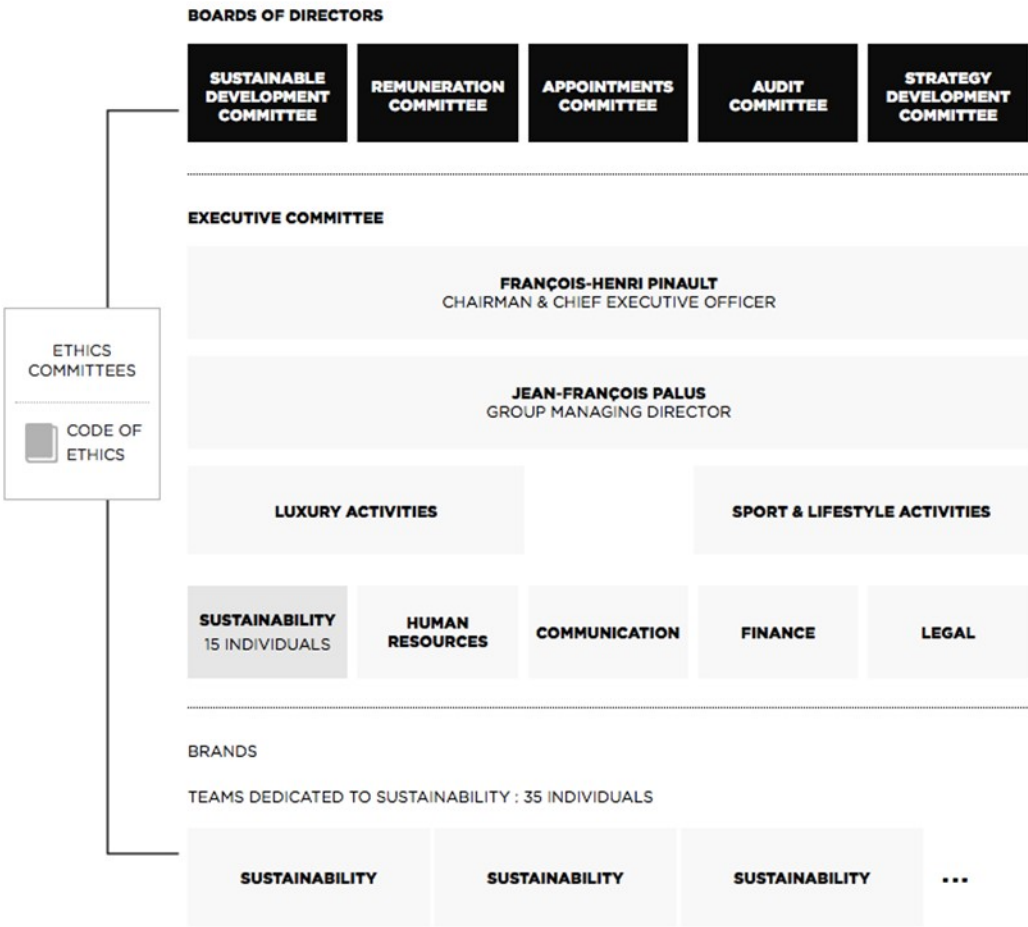 BOARDS OF DIRECTORS
SUSTAINABLE
DEVELOPMENT
COMMITTEE
REMUNERATION
COMMITTEE
APPOINTMENTS
COMMITTEE
AUDIT
COMMITTEE
STRATEGY
DEVELOPMENT
COMMITTEE
EXECUTIVE COMMITTEE
FRANÇOIS-HENRI PINAULT
CHAIRMAN & CHIEF EXECUTIVE OFFICER
ETHICS
COMMITTEES
CODE OF
ETHICS
JEAN-FRANÇOIS PALUS
GROUP MANAGING DIRECTOR
LUXURY ACTIVITIES
SPORT & LIFESTYLE ACTIVITIES
SUSTAINABILITY
15 INDIVIDUALS
HUMAN
RESOURCES
COMMUNICATION
FINANCE
LEGAL
BRANDS
TEAMS DEDICATED TO SUSTAINABILITY : 35 INDIVIDUALS
SUSTAINABILITY
SUSTAINABILITY
SUSTAINABILITY
...